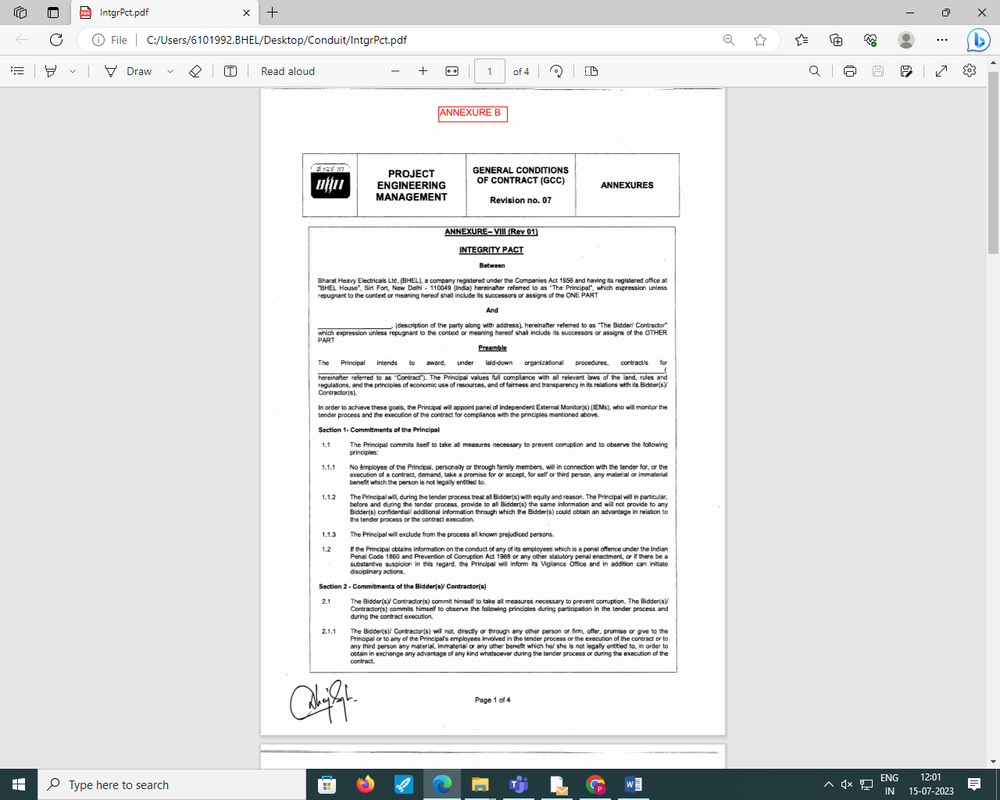 IntgrPct.pdf
File
C:/Users/6101992.BHEL/Desktop/Conduit/IntgrPct.pdf
Draw
Read aloud
1
of 4
ANNEXURE B
PROJECT
ENGINEERING
MANAGEMENT
GENERAL CONDITIONS
OF CONTRACT (GCC)
Revision no. 07
ANNEXURES
ANNEXURE– VIII (Rev 01)
INTEGRITY PACT
Between
Bharat Heavy Electricals Ltd. (BHEL), a company registered under the Companies Act 1956 and having its registered office at
"BHEL House", Siri Fort, New Delhi - 110049 (India) hereinafter referred to as "The Principal", which expression unless
repugnant to the context or meaning hereof shall include its successors or assigns of the ONE PART
And
____________________, (description of the party along with address), hereinafter referred to as "The Bidder/ Contractor"
which expression unless repugnant to the context or meaning hereof shall include its successors or assigns of the OTHER
PART
Preamble
The Principal intends to award, under laid-down organizational procedures, contract/s for
____________________ (
hereinafter referred to as "Contract"). The Principal values full compliance with all relevant laws of the land, rules and
regulations, and the principles of economic use of resources, and of fairness and transparency in its relations with its Bidder(s)/
Contractor(s).
In order to achieve these goals, the Principal will appoint panel of Independent External Monitor(s) (IEMs), who will monitor the
tender process and the execution of the contract for compliance with the principles mentioned above.
Section 1- Commitments of the Principal
1.1 The Principal commits itself to take all measures necessary to prevent corruption and to observe the following
principles:
1.1.1 No employee of the Principal, personally or through family members, will in connection with the tender for, or the
execution of a contract, demand, take a promise for or accept, for self or third person, any material or immaterial
benefit which the person is not legally entitled to.
1.1.2 The Principal will, during the tender process treat all Bidder(s) with equity and reason. The Principal will in particular,
before and during the tender process, provide to all Bidder(s) the same information and will not provide to any
Bidder(s) confidential/ additional information through which the Bidder(s) could obtain an advantage in relation to
the tender process or the contract execution.
1.1.3 The Principal will exclude from the process all known prejudiced persons.
1.2 If the Principal obtains information on the conduct of any of its employees which is a penal offence under the Indian
Penal Code 1860 and Prevention of Corruption Act 1988 or any other statutory penal enactment, or if there be a
substantive suspicion in this regard, the Principal will inform its Vigilance Office and in addition can initiate
disciplinary actions.
Section 2 - Commitments of the Bidder(s)/ Contractor(s)
2.1 The Bidder(s)/ Contractor(s) commit himself to take all measures necessary to prevent corruption. The Bidder(s)/
Contractor(s) commits himself to observe the following principles during participation in the tender process and
during the contract execution.
2.1.1 The Bidder(s)/ Contractor(s) will not, directly or through any other person or firm, offer, promise or give to the
Principal or to any of the Principal's employees involved in the tender process or the execution of the contract or to
any third person any material, immaterial or any other benefit which he/ she is not legally entitled to, in order to
obtain in exchange any advantage of any kind whatsoever during the tender process or during the execution of the
contract.
Page 1 of 4
Type here to search
ENG
IN
12:01
15-07-2023